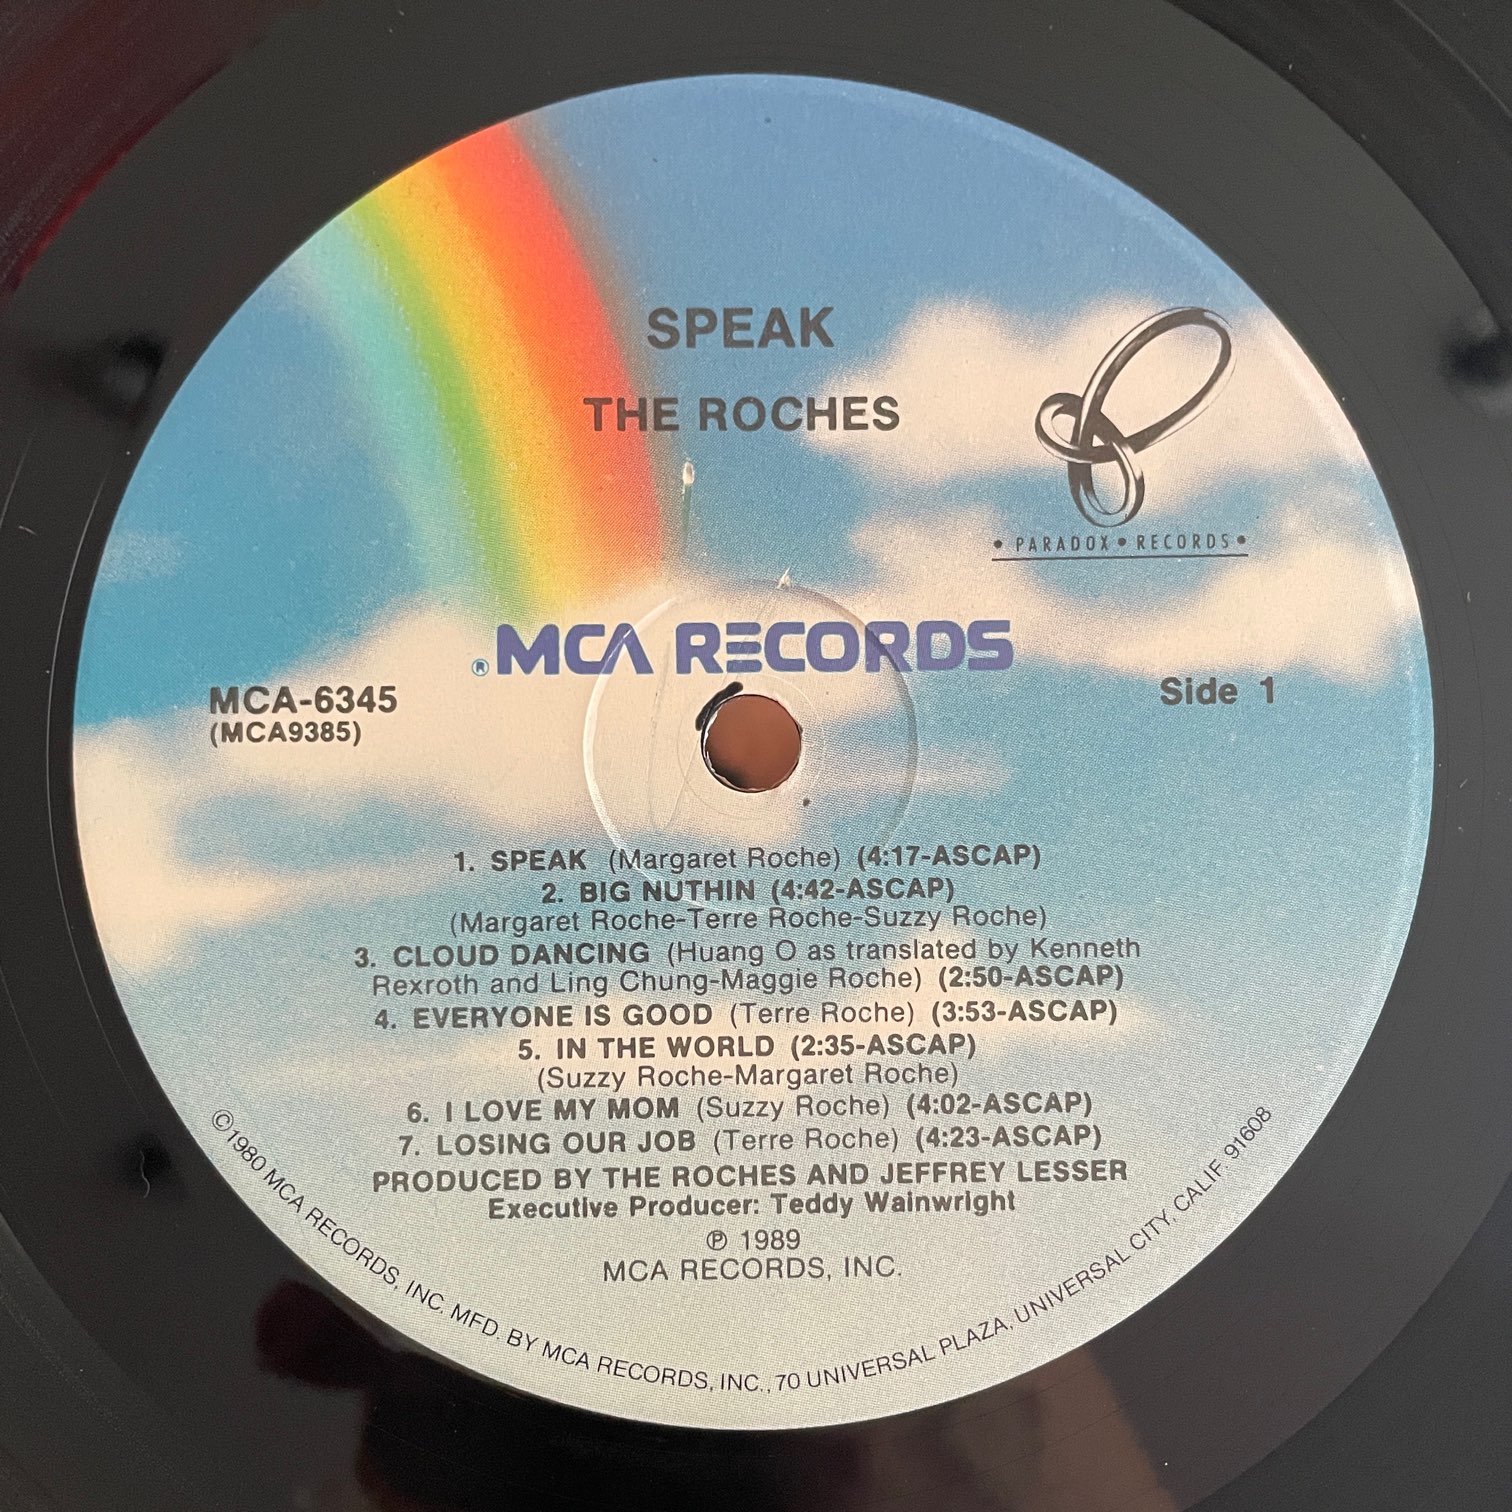 SPEAK
THE ROCHES
• PARADOX • RECORDS •
® MCA RECORDS
MCA-6345
(MCA9385)
Side 1
1. SPEAK (Margaret Roche) (4:17-ASCAP)
2. BIG NUTHIN (4:42-ASCAP)
(Margaret Roche-Terre Roche-Suzzy Roche)
3. CLOUD DANCING (Huang O as translated by Kenneth
Rexroth and Ling Chung-Maggie Roche) (2:50-ASCAP)
4. EVERYONE IS GOOD (Terre Roche) (3:53-ASCAP)
5. IN THE WORLD (2:35-ASCAP)
(Suzzy Roche-Margaret Roche)
6. I LOVE MY MOM (Suzzy Roche) (4:02-ASCAP)
7. LOSING OUR JOB (Terre Roche) (4:23-ASCAP)
PRODUCED BY THE ROCHES AND JEFFREY LESSER
Executive Producer: Teddy Wainwright
℗ 1989
MCA RECORDS, INC.
©1980 MCA RECORDS, INC. MFD. BY MCA RECORDS, INC., 70 UNIVERSAL PLAZA, UNIVERSAL CITY, CALIF. 91608